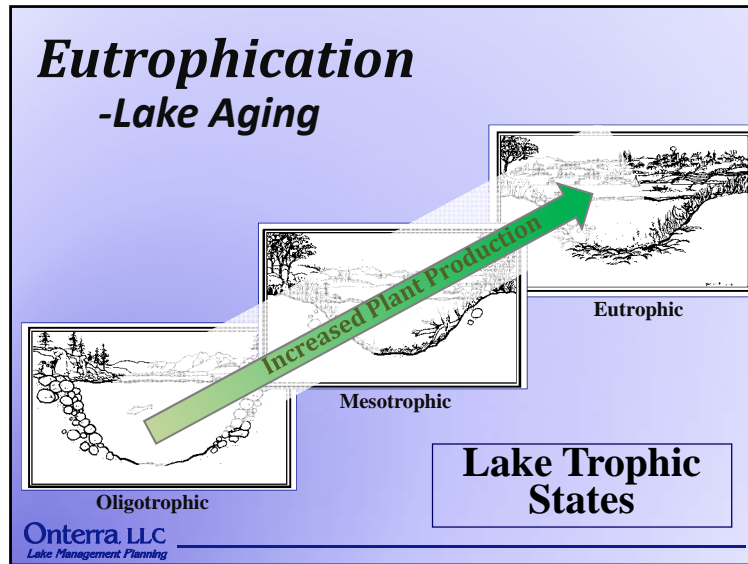 Eutrophication
-Lake Aging
Increased Plant Production
Eutrophic
Mesotrophic
Oligotrophic
Lake Trophic
States
Onterra, LLC
Lake Management Planning